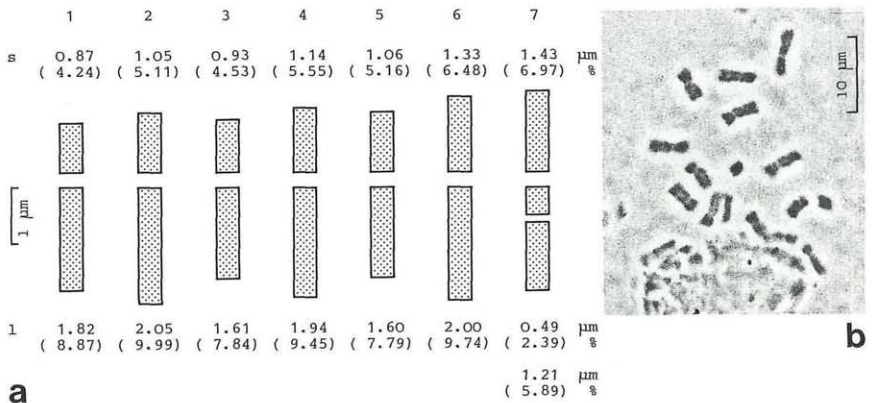 1 2 3 4 5 6 7
s 0.87 1.05 0.93 1.14 1.06 1.33 1.43 µm
( 4.24) ( 5.11) ( 4.53) ( 5.55) ( 5.16) ( 6.48) ( 6.97) %
10 µm
1 µm
l 1.82 2.05 1.61 1.94 1.60 2.00 0.49 µm
( 8.87) ( 9.99) ( 7.84) ( 9.45) ( 7.79) ( 9.74) ( 2.39) %
1.21 µm
( 5.89) %
a
b